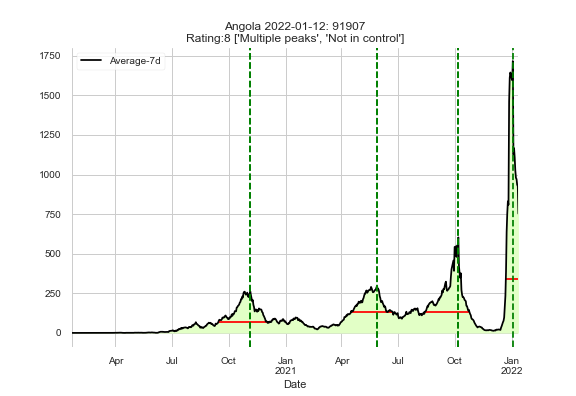 Angola 2022-01-12: 91907
Rating:8 ['Multiple peaks', 'Not in control']
Average-7d
1750
1500
1250
1000
750
500
250
0
Apr Jul Oct Jan Apr Jul Oct Jan
2021 2022
Date